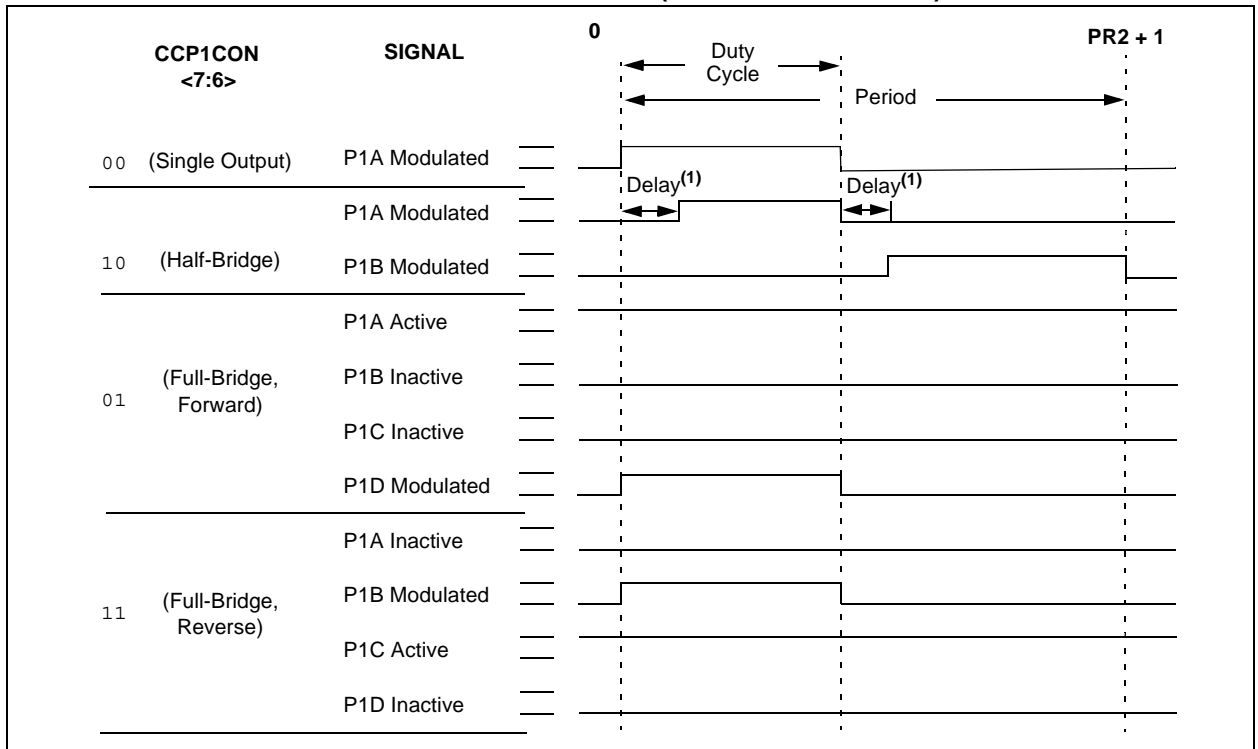 CCP1CON
<7:6>
SIGNAL
0
Duty
Cycle
PR2 + 1
Period
00 (Single Output) P1A Modulated
Delay(1) Delay(1)
P1A Modulated
10 (Half-Bridge) P1B Modulated
P1A Active
(Full-Bridge,
Forward)
01
P1B Inactive
P1C Inactive
P1D Modulated
P1A Inactive
(Full-Bridge,
Reverse)
11
P1B Modulated
P1C Active
P1D Inactive